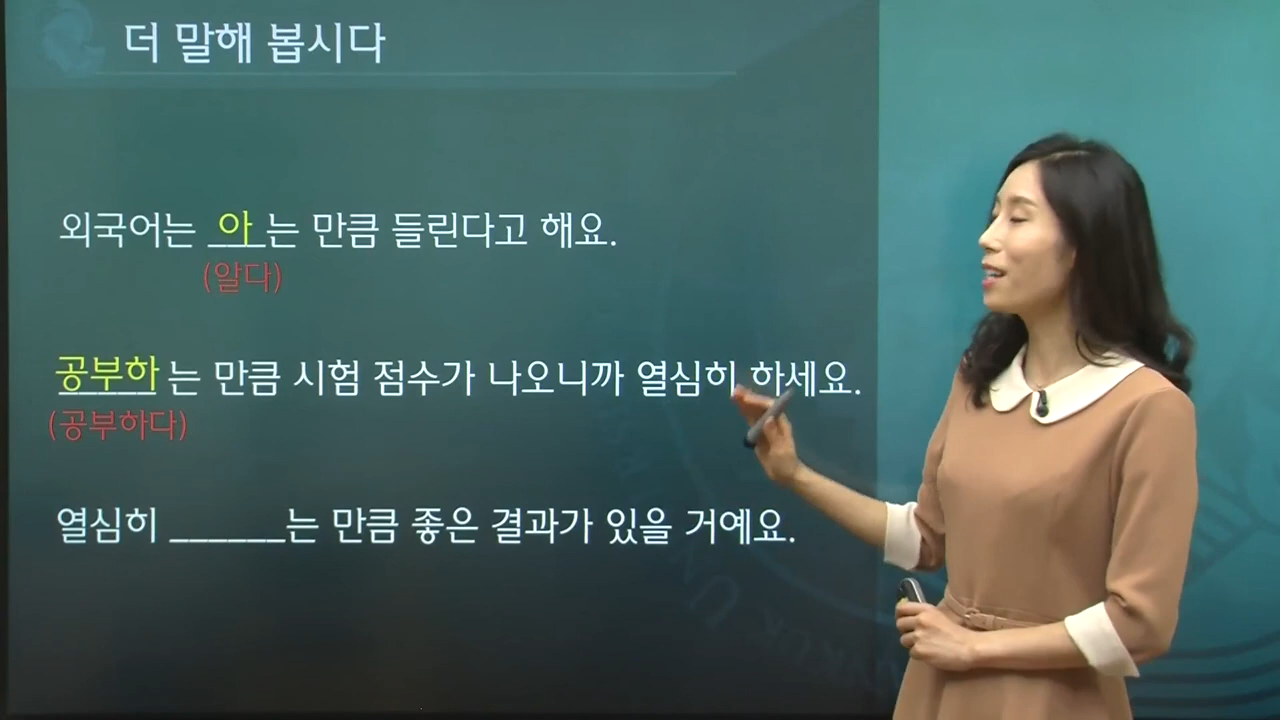 더 말해 봅시다
외국어는 아는 만큼 들린다고 해요.
(알다)
공부하는 만큼 시험 점수가 나오니까 열심히 하세요.
(공부하다)
열심히 ______는 만큼 좋은 결과가 있을 거예요.